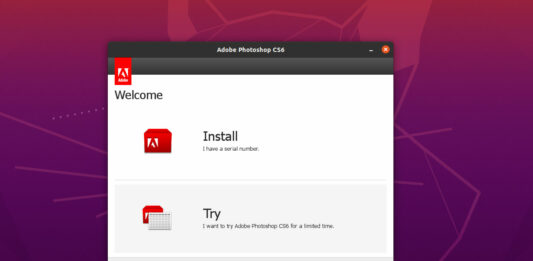 Adobe Photoshop CS6
Adobe
Welcome
Install
I have a serial number.
Try
I want to try Adobe Photoshop CS6 for a limited time.